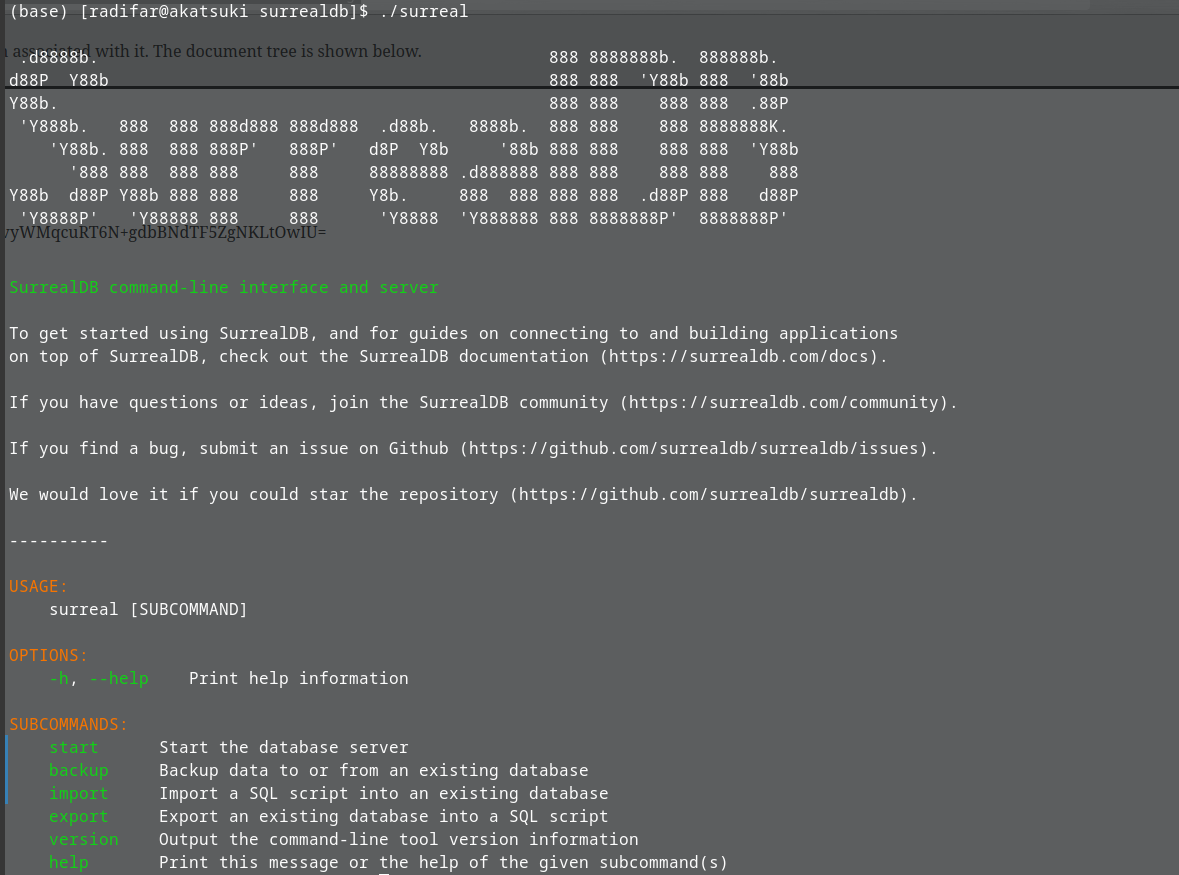 (base) [radifar@akatsuki surrealdb]$ ./surreal
associated with it. The document tree is shown below.
 .d8888b.                                             888 8888888b.  888888b.
d88P  Y88b                                            888 888  'Y88b 888  '88b
Y88b.                                                 888 888    888 888  .88P
 'Y888b.   888  888 888d888 888d888  .d88b.   8888b.  888 888    888 8888888K.
    'Y88b. 888  888 888P'   888P'   d8P  Y8b     '88b 888 888    888 888  'Y88b
      '888 888  888 888     888     88888888 .d888888 888 888    888 888    888
Y88b  d88P Y88b 888 888     888     Y8b.     888  888 888 888  .d88P 888   d88P
 'Y8888P'   'Y88888 888     888      'Y8888  'Y888888 888 8888888P'  8888888P'
yWMqcuRT6N+gdbBNdTF5ZgNKLtOwIU=
SurrealDB command-line interface and server
To get started using SurrealDB, and for guides on connecting to and building applications
on top of SurrealDB, check out the SurrealDB documentation (https://surrealdb.com/docs).
If you have questions or ideas, join the SurrealDB community (https://surrealdb.com/community).
If you find a bug, submit an issue on Github (https://github.com/surrealdb/surrealdb/issues).
We would love it if you could star the repository (https://github.com/surrealdb/surrealdb).
----------
USAGE:
    surreal [SUBCOMMAND]
OPTIONS:
    -h, --help    Print help information
SUBCOMMANDS:
    start      Start the database server
    backup     Backup data to or from an existing database
    import     Import a SQL script into an existing database
    export     Export an existing database into a SQL script
    version    Output the command-line tool version information
    help       Print this message or the help of the given subcommand(s)